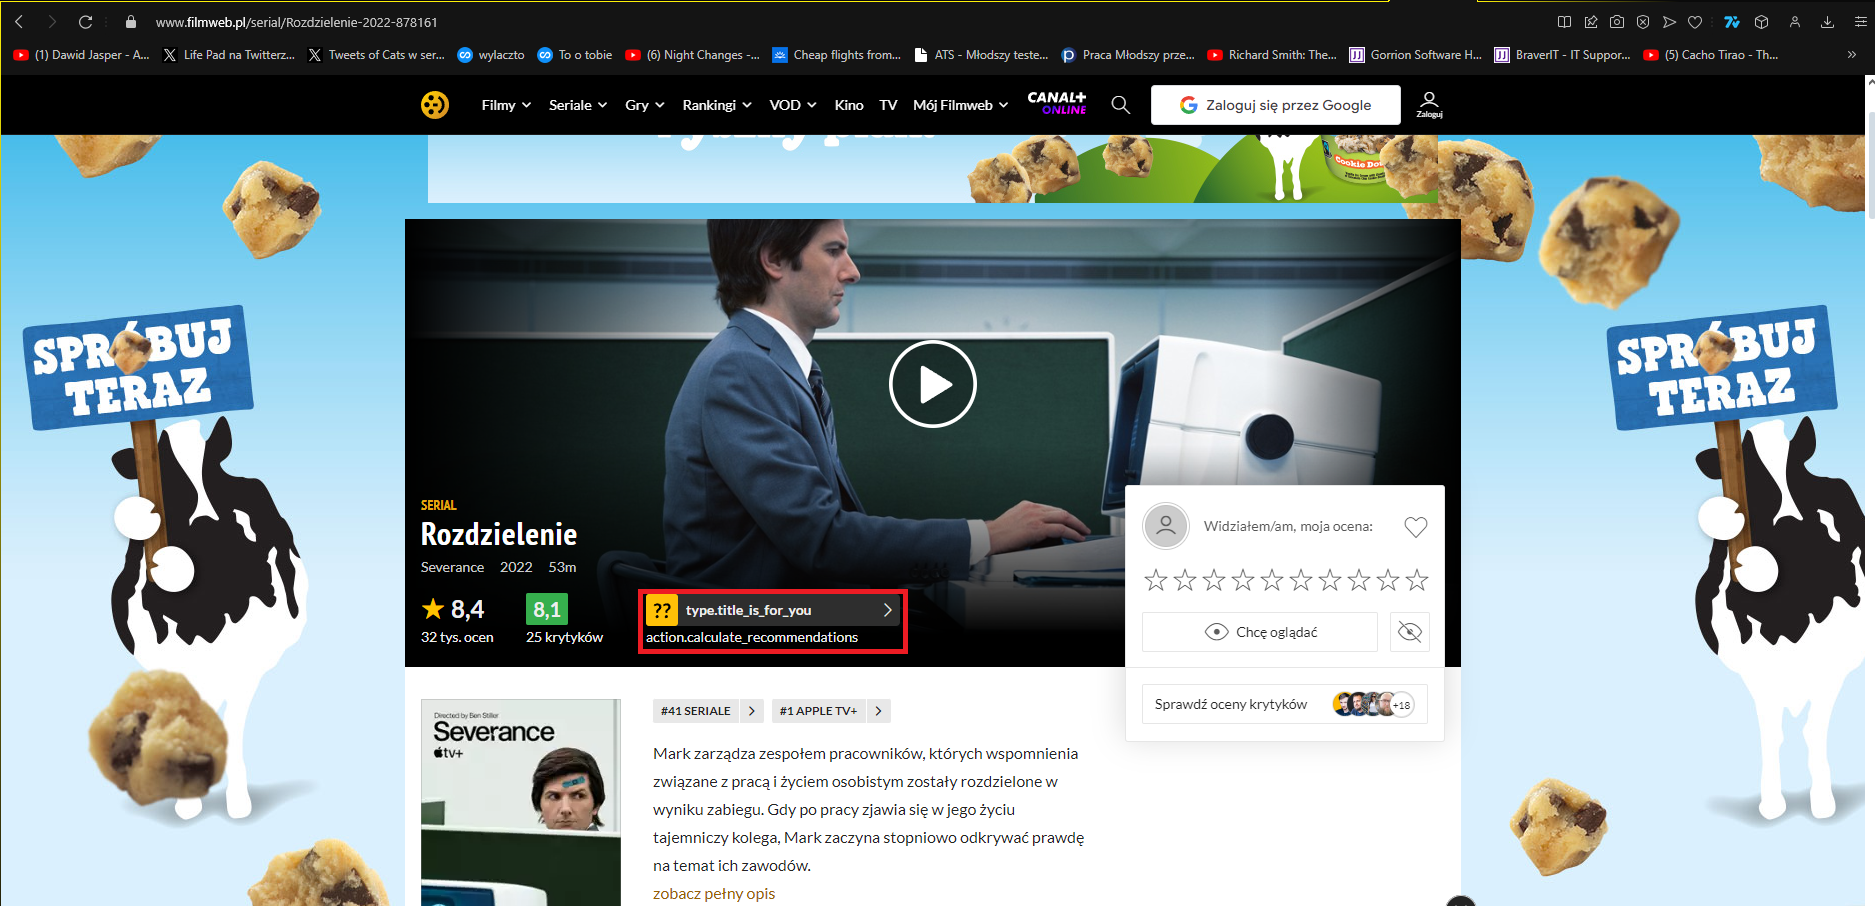 www.filmweb.pl/serial/Rozdzielenie-2022-878161
(1) Dawid Jasper - A...
Life Pad na Twitterz...
Tweets of Cats w ser...
wylaczto
To o tobie
(6) Night Changes -...
Cheap flights from...
ATS - Młodszy teste...
Praca Młodszy prze...
Richard Smith: The...
Gorrion Software H...
BraverIT - IT Suppor...
(5) Cacho Tirao - Th...
Filmy
Seriale
Gry
Rankingi
VOD
Kino
TV
Mój Filmweb
CANAL+
ONLINE
Zaloguj się przez Google
Zaloguj
Cookie Do
SPRÓBUJ
TERAZ
SPRÓBUJ
TERAZ
SERIAL
Rozdzielenie
Severance 2022 53m
8,4
32 tys. ocen
8,1
25 krytyków
?? type.title_is_for_you
action.calculate_recommendations
Widziałem/am, moja ocena:
Chcę oglądać
Sprawdź oceny krytyków
+18
Directed by Ben Stiller
Severance
tv+
#41 SERIALE
#1 APPLE TV+
Mark zarządza zespołem pracowników, których wspomnienia
związane z pracą i życiem osobistym zostały rozdzielone w
wyniku zabiegu. Gdy po pracy zjawia się w jego życiu
tajemniczy kolega, Mark zaczyna stopniowo odkrywać prawdę
na temat ich zawodów.
zobacz pełny opis